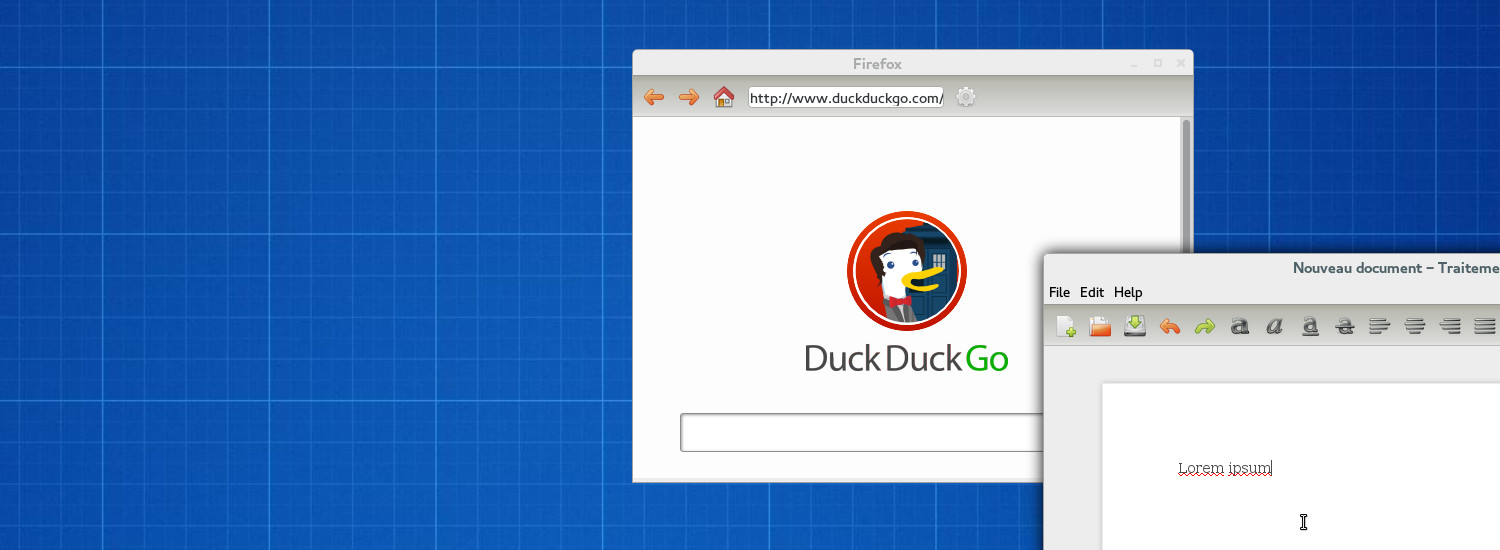 Firefox
http://www.duckduckgo.com/
DuckDuckGo
Nouveau document – Traiteme
File Edit Help
a a a a
Lorem ipsum